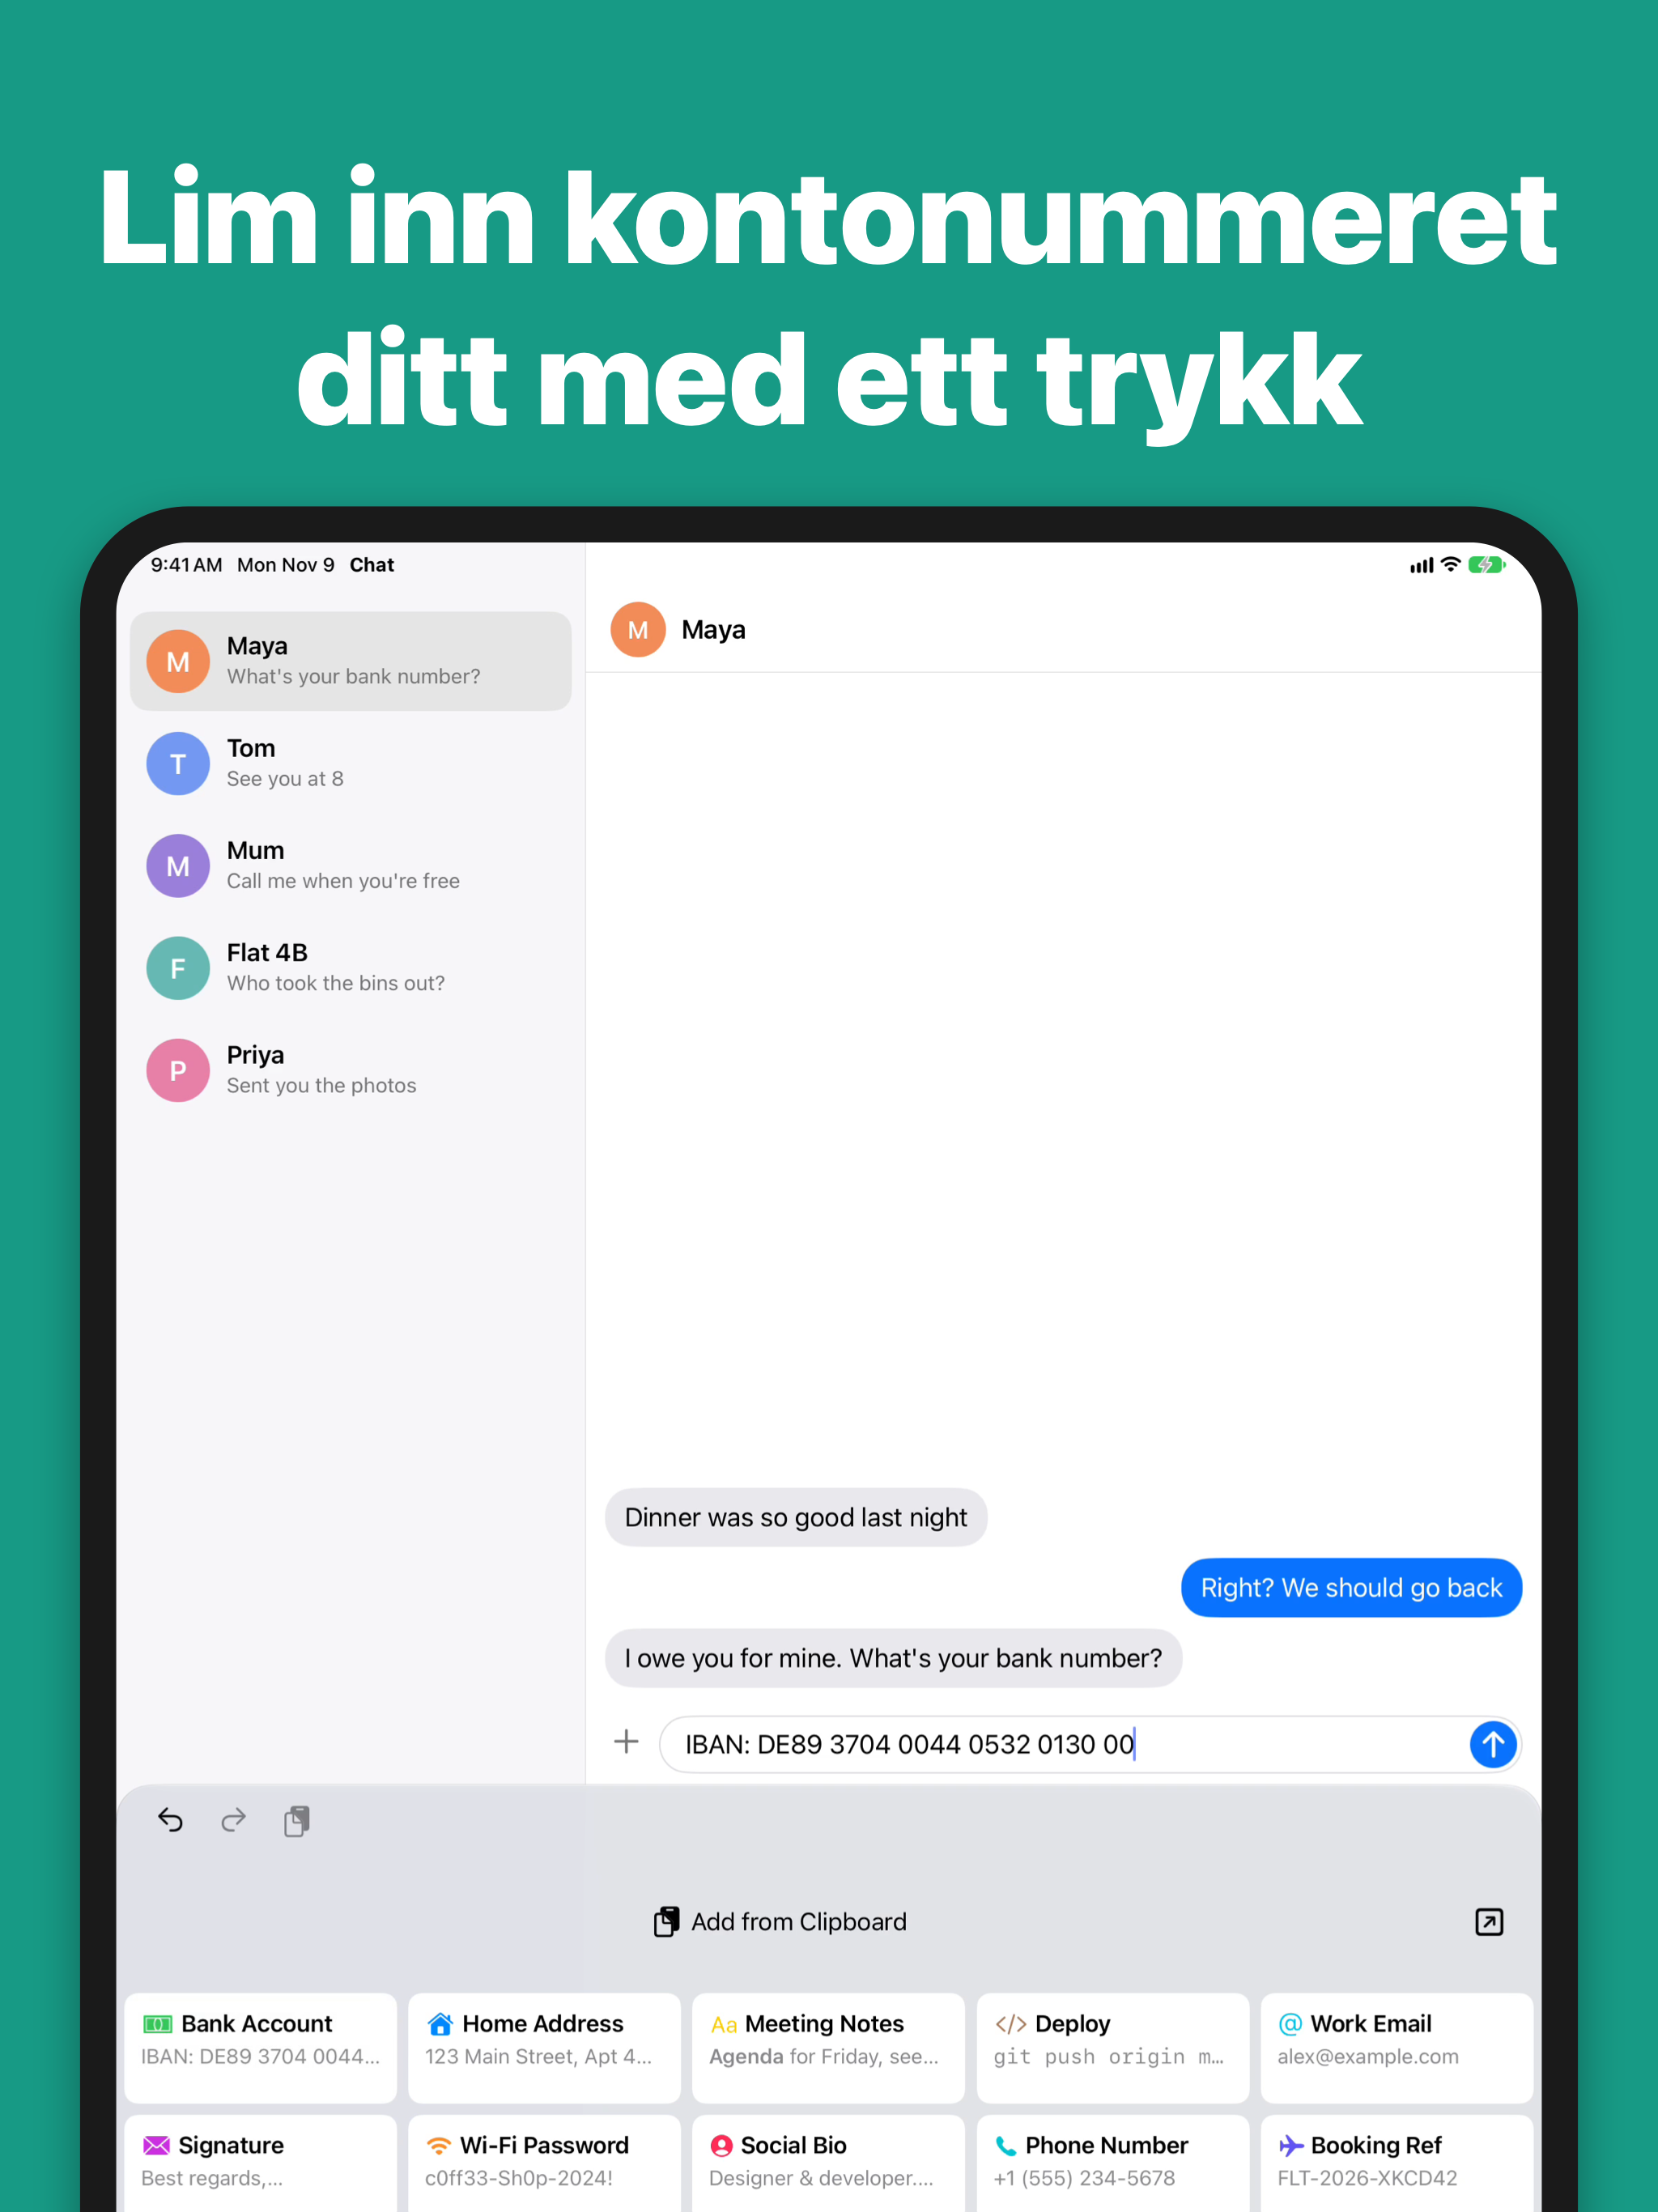 Lim inn kontonummeret
ditt med ett trykk
9:41 AM Mon Nov 9 Chat
M
Maya
What's your bank number?
T
Tom
See you at 8
M
Mum
Call me when you're free
F
Flat 4B
Who took the bins out?
P
Priya
Sent you the photos
M
Maya
Dinner was so good last night
Right? We should go back
I owe you for mine. What's your bank number?
IBAN: DE89 3704 0044 0532 0130 00
Add from Clipboard
Bank Account
IBAN: DE89 3704 0044...
Home Address
123 Main Street, Apt 4...
Aa Meeting Notes
Agenda for Friday, see...
</> Deploy
git push origin m...
@ Work Email
alex@example.com
Signature
Best regards,...
Wi-Fi Password
c0ff33-Sh0p-2024!
Social Bio
Designer & developer....
Phone Number
+1 (555) 234-5678
Booking Ref
FLT-2026-XKCD42